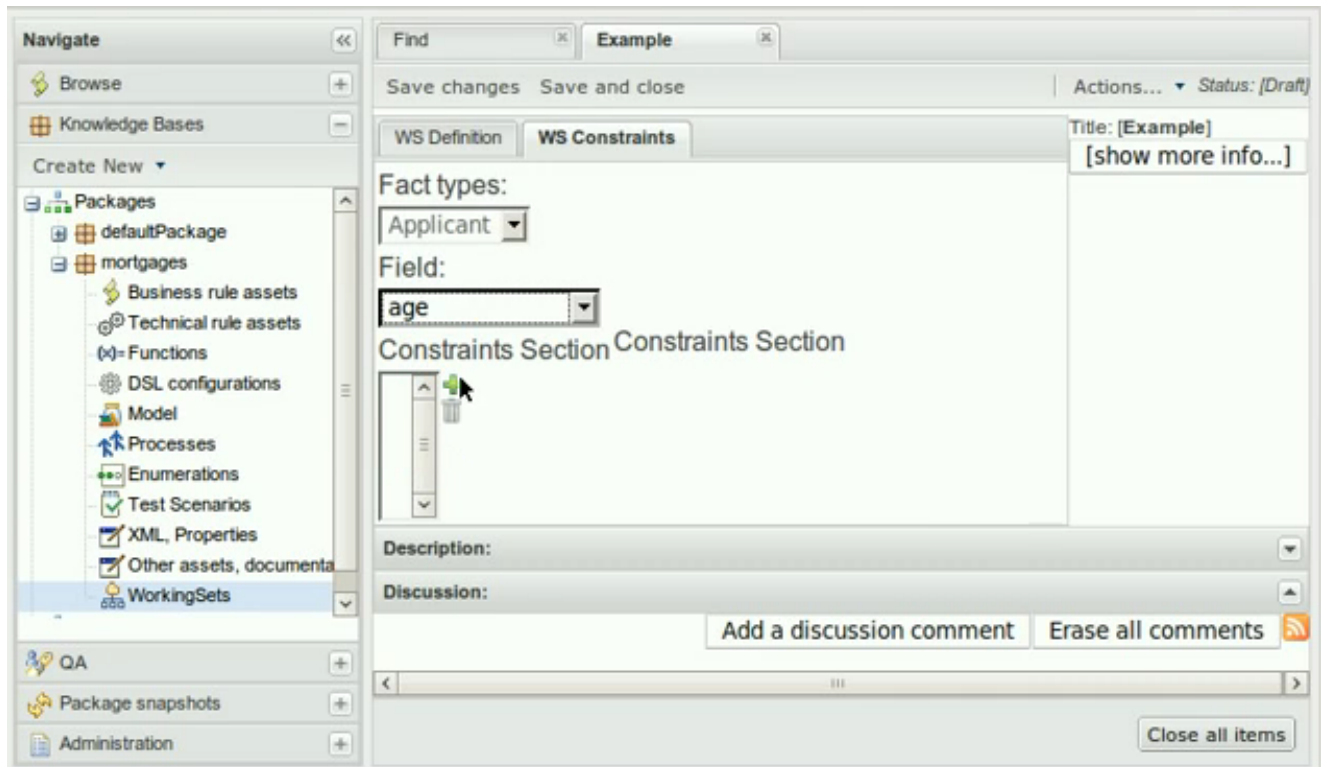 Navigate
Browse
Knowledge Bases
Create New
Packages
defaultPackage
mortgages
Business rule assets
Technical rule assets
(x)= Functions
DSL configurations
Model
Processes
Enumerations
Test Scenarios
XML, Properties
Other assets, documenta
WorkingSets
QA
Package snapshots
Administration
Find Example
Save changes Save and close Actions... Status: [Draft]
WS Definition WS Constraints
Title: [Example]
[show more info...]
Fact types:
Applicant
Field:
age
Constraints Section Constraints Section
Description:
Discussion:
Add a discussion comment Erase all comments
Close all items